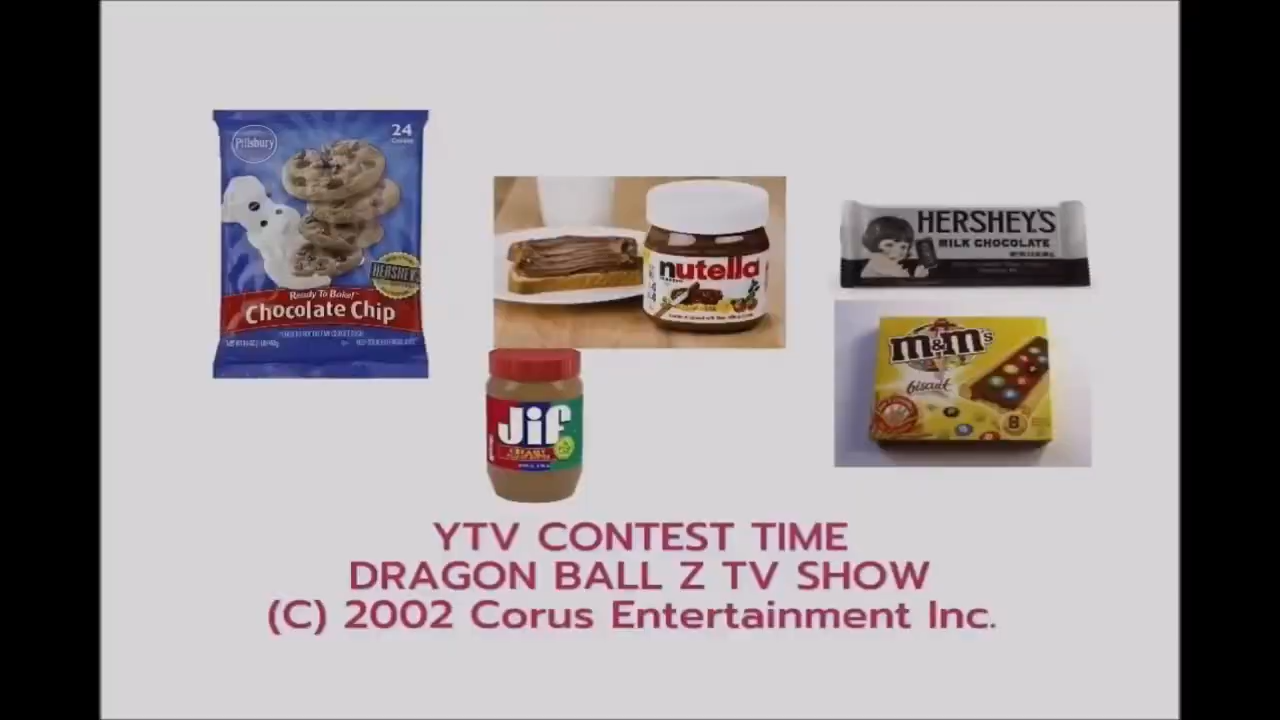 Pillsbury
24
HERSHEY'S
Ready To Bake!
Chocolate Chip
nutella
HERSHEY'S
MILK CHOCOLATE
m&m's
biscuit
8
Jif
CREAMY
YTV CONTEST TIME
DRAGON BALL Z TV SHOW
(C) 2002 Corus Entertainment Inc.